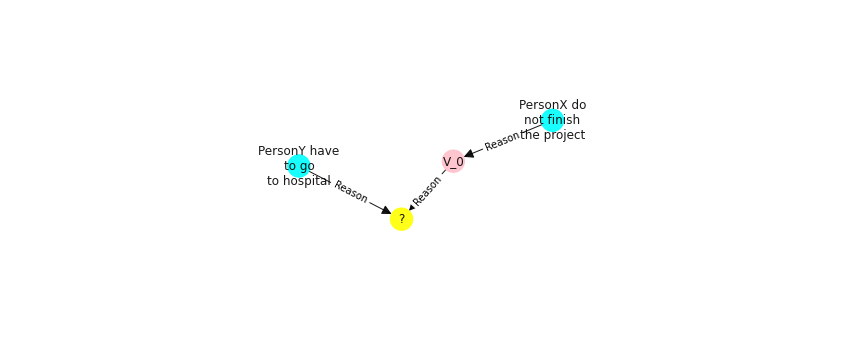 PersonX do
not finish
the project
Reason
V_0
PersonY have
to go
to hospital
Reason
Reason
?